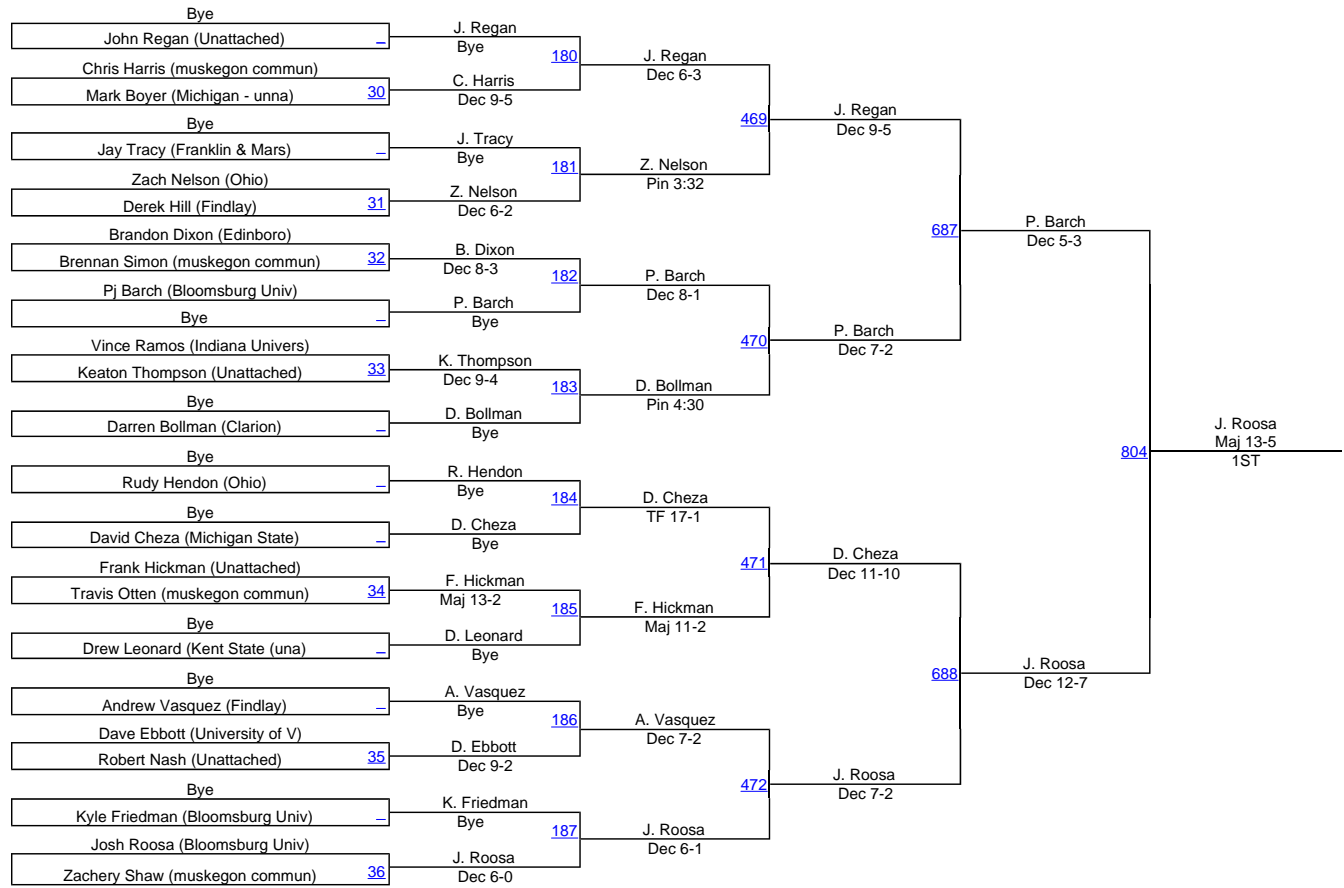 Bye
John Regan (Unattached)
–
Chris Harris (muskegon commun)
Mark Boyer (Michigan - unna)
30
Bye
Jay Tracy (Franklin & Mars)
–
Zach Nelson (Ohio)
Derek Hill (Findlay)
31
Brandon Dixon (Edinboro)
Brennan Simon (muskegon commun)
32
Pj Barch (Bloomsburg Univ)
Bye
–
Vince Ramos (Indiana Univers)
Keaton Thompson (Unattached)
33
Bye
Darren Bollman (Clarion)
–
Bye
Rudy Hendon (Ohio)
–
Bye
David Cheza (Michigan State)
–
Frank Hickman (Unattached)
Travis Otten (muskegon commun)
34
Bye
Drew Leonard (Kent State (una)
–
Bye
Andrew Vasquez (Findlay)
–
Dave Ebbott (University of V)
Robert Nash (Unattached)
35
Bye
Kyle Friedman (Bloomsburg Univ)
–
Josh Roosa (Bloomsburg Univ)
Zachery Shaw (muskegon commun)
36
J. Regan
Bye
180
C. Harris
Dec 9-5
J. Tracy
Bye
181
Z. Nelson
Dec 6-2
B. Dixon
Dec 8-3
182
P. Barch
Bye
K. Thompson
Dec 9-4
183
D. Bollman
Bye
R. Hendon
Bye
184
D. Cheza
Bye
F. Hickman
Maj 13-2
185
D. Leonard
Bye
A. Vasquez
Bye
186
D. Ebbott
Dec 9-2
K. Friedman
Bye
187
J. Roosa
Dec 6-0
J. Regan
Dec 6-3
469
Z. Nelson
Pin 3:32
P. Barch
Dec 8-1
470
D. Bollman
Pin 4:30
D. Cheza
TF 17-1
471
F. Hickman
Maj 11-2
A. Vasquez
Dec 7-2
472
J. Roosa
Dec 6-1
J. Regan
Dec 9-5
687
P. Barch
Dec 7-2
D. Cheza
Dec 11-10
688
J. Roosa
Dec 7-2
P. Barch
Dec 5-3
804
J. Roosa
Dec 12-7
J. Roosa
Maj 13-5
1ST